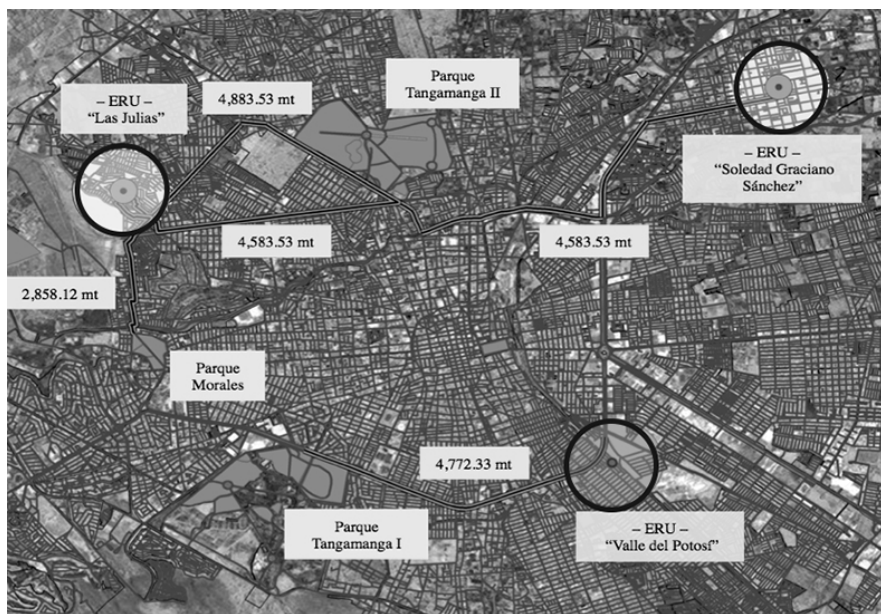 Parque
Tangamanga II
– ERU –
“Las Julias”
4,883.53 mt
– ERU –
“Soledad Graciano
Sánchez”
4,583.53 mt
4,583.53 mt
2,858.12 mt
Parque
Morales
4,772.33 mt
Parque
Tangamanga I
– ERU –
“Valle del Potosí”